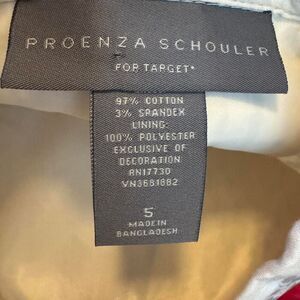 PROENZA SCHOULER
FOR TARGET*
97% COTTON
3% SPANDEX
LINING:
100% POLYESTER
EXCLUSIVE OF
DECORATION
RN17730
VN3681882
5
MADE IN
BANGLADESH